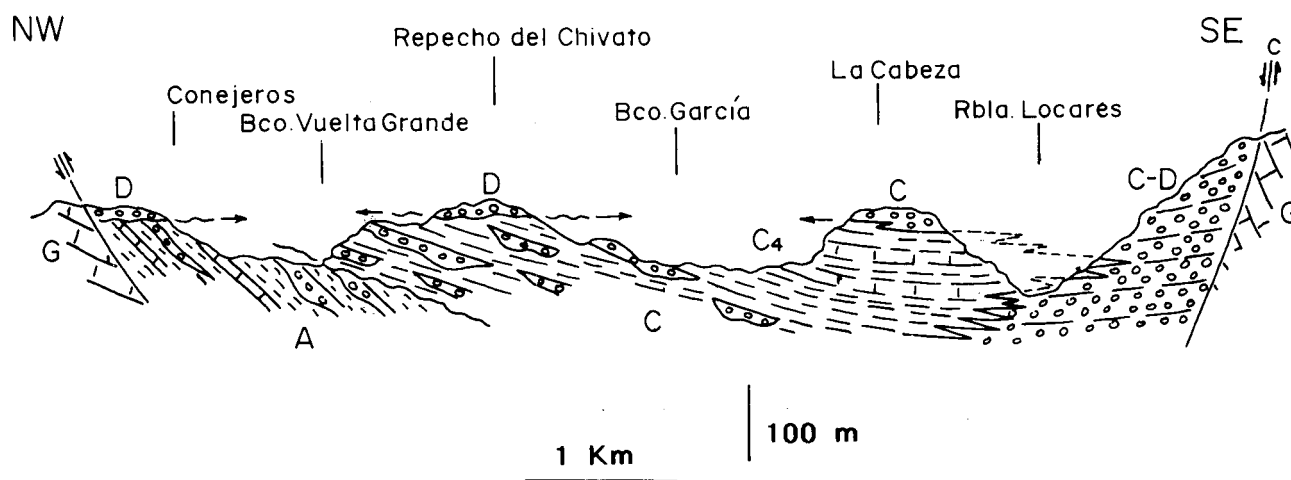 NW
SE
C
Repecho del Chivato
La Cabeza
Conejeros
Bco. García
Rbla. Locares
Bco. Vuelta Grande
D
D
C
C-D
G
C4
G
A
C
100 m
1 Km